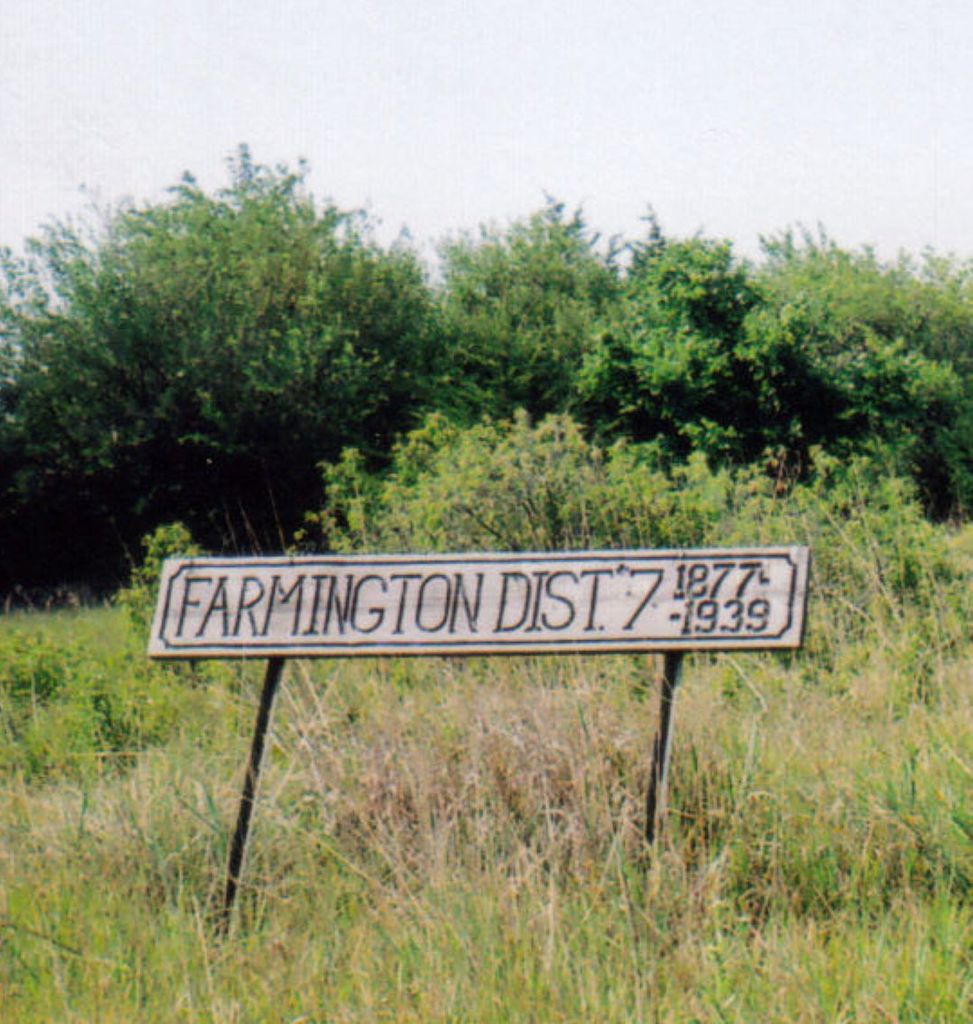 FARMINGTON DIST. #7 1877-
-1939